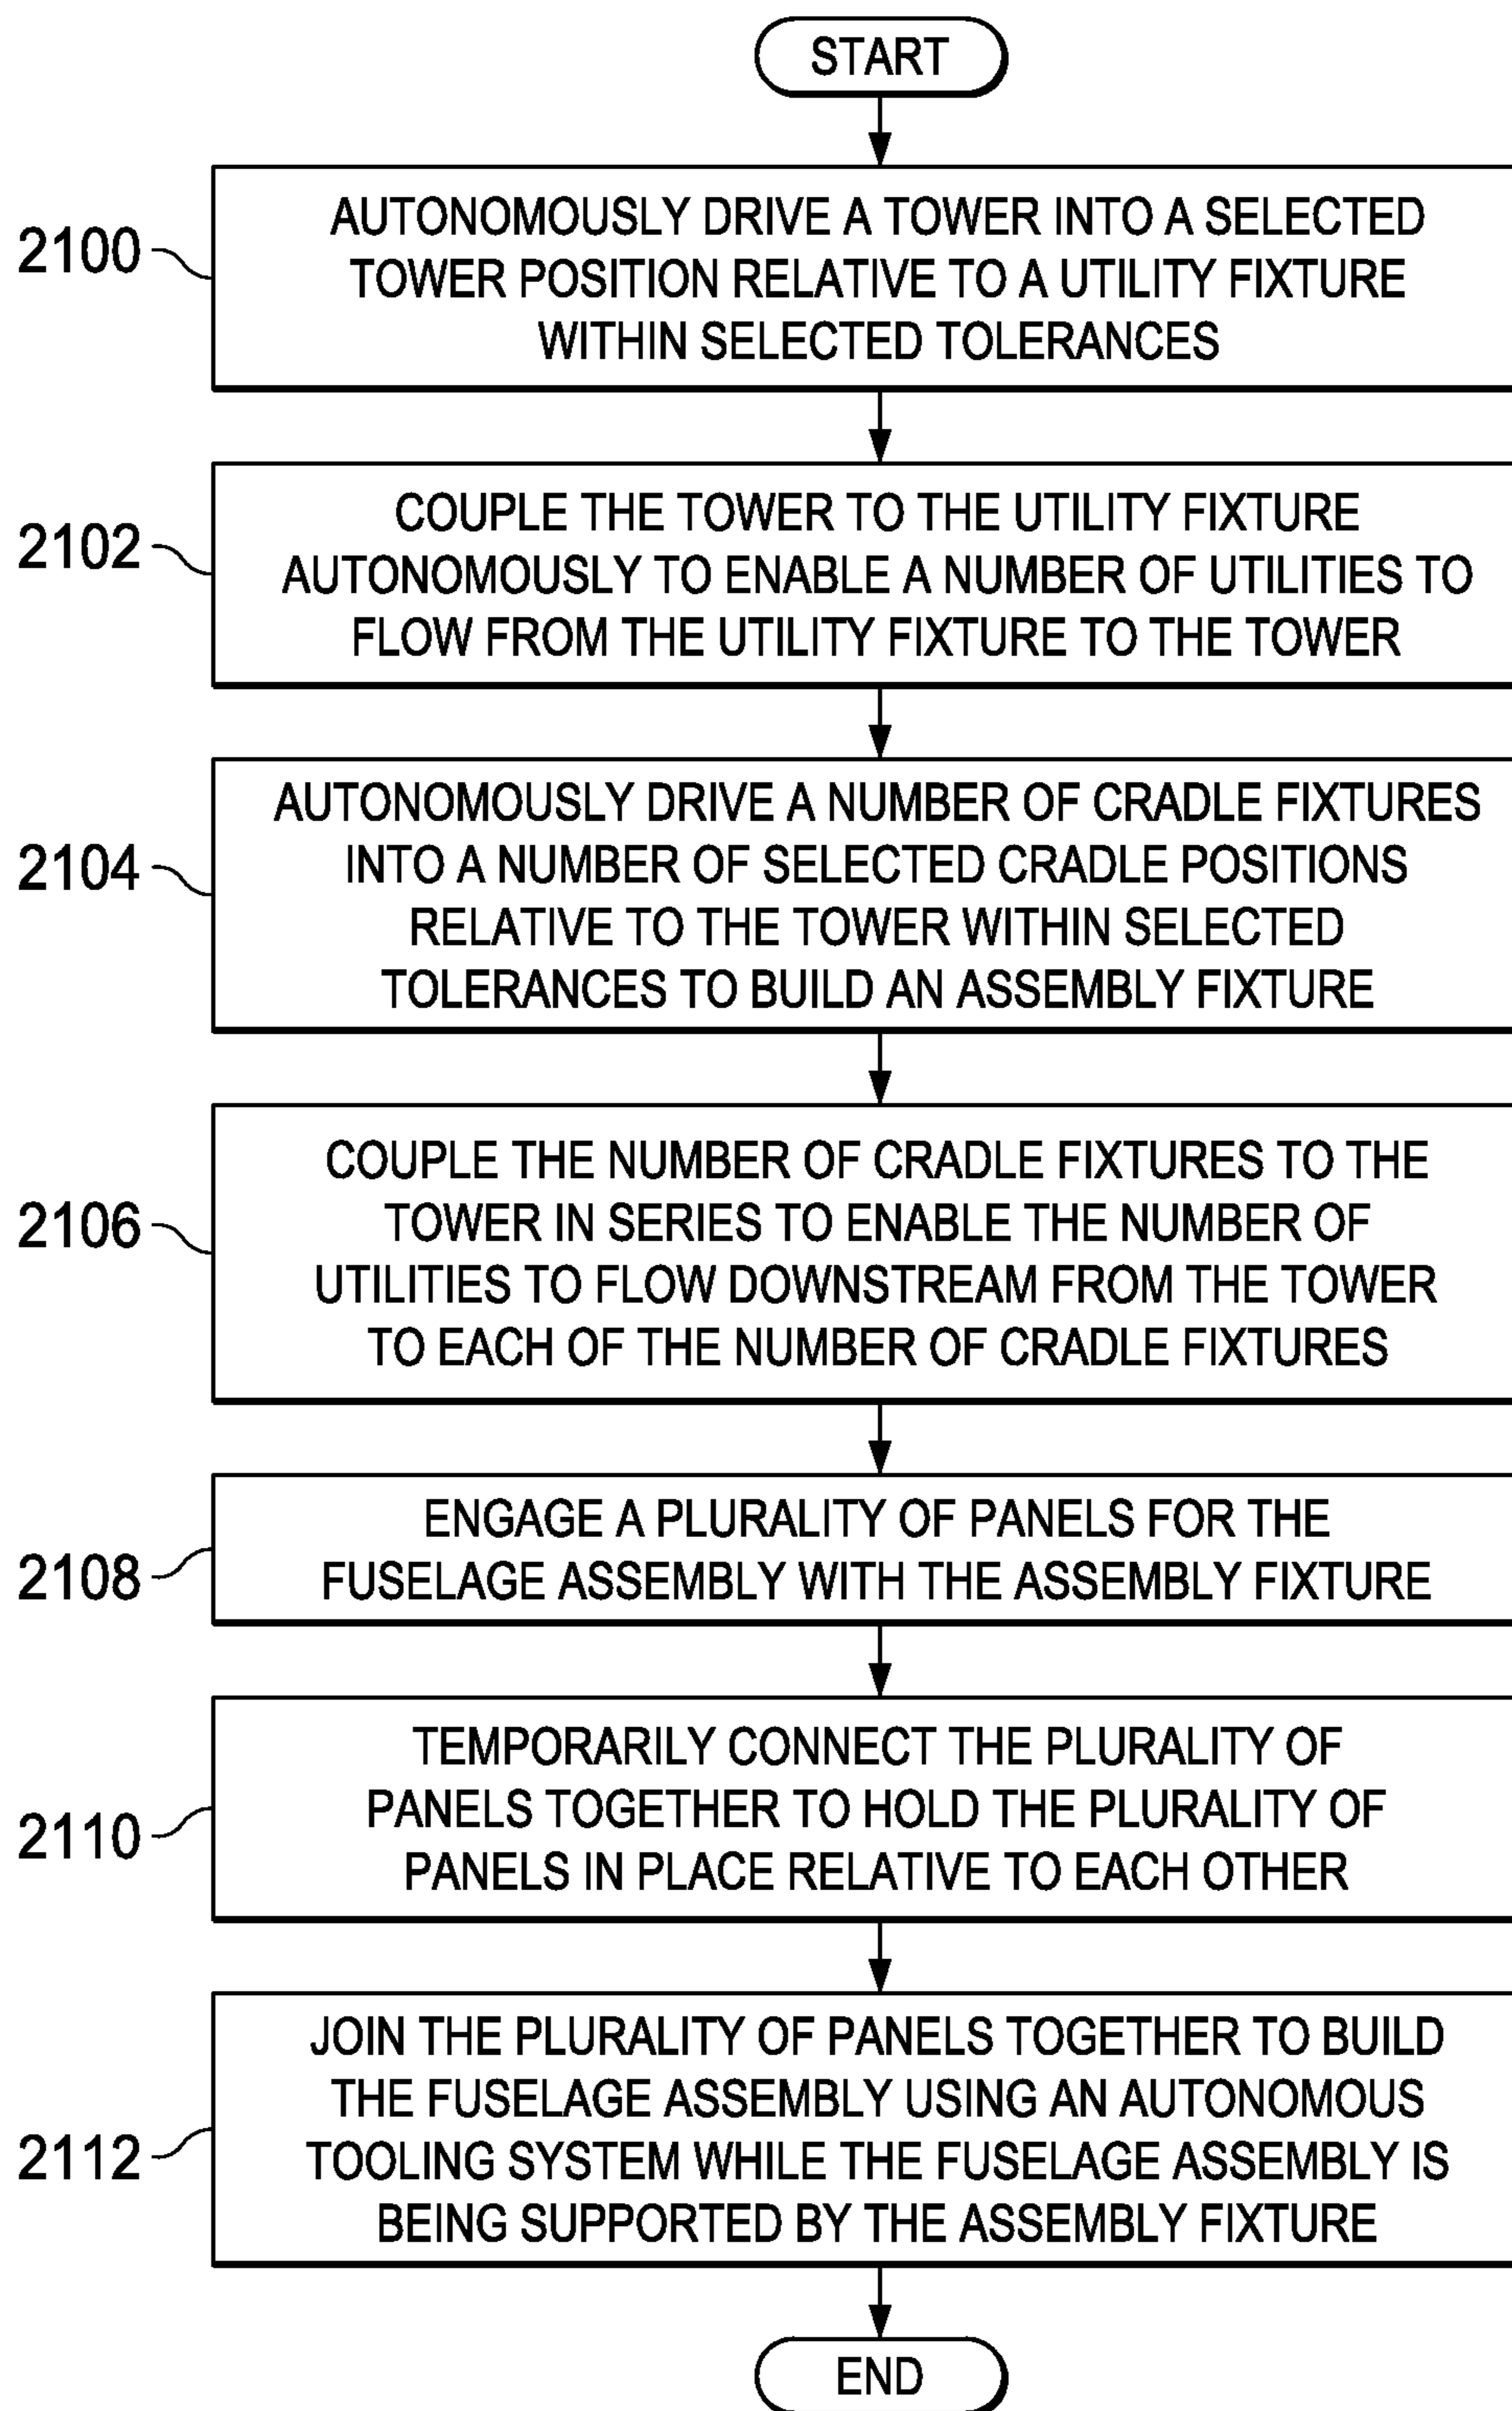 START
2100
AUTONOMOUSLY DRIVE A TOWER INTO A SELECTED
TOWER POSITION RELATIVE TO A UTILITY FIXTURE
WITHIN SELECTED TOLERANCES
2102
COUPLE THE TOWER TO THE UTILITY FIXTURE
AUTONOMOUSLY TO ENABLE A NUMBER OF UTILITIES TO
FLOW FROM THE UTILITY FIXTURE TO THE TOWER
2104
AUTONOMOUSLY DRIVE A NUMBER OF CRADLE FIXTURES
INTO A NUMBER OF SELECTED CRADLE POSITIONS
RELATIVE TO THE TOWER WITHIN SELECTED
TOLERANCES TO BUILD AN ASSEMBLY FIXTURE
2106
COUPLE THE NUMBER OF CRADLE FIXTURES TO THE
TOWER IN SERIES TO ENABLE THE NUMBER OF
UTILITIES TO FLOW DOWNSTREAM FROM THE TOWER
TO EACH OF THE NUMBER OF CRADLE FIXTURES
2108
ENGAGE A PLURALITY OF PANELS FOR THE
FUSELAGE ASSEMBLY WITH THE ASSEMBLY FIXTURE
2110
TEMPORARILY CONNECT THE PLURALITY OF
PANELS TOGETHER TO HOLD THE PLURALITY OF
PANELS IN PLACE RELATIVE TO EACH OTHER
2112
JOIN THE PLURALITY OF PANELS TOGETHER TO BUILD
THE FUSELAGE ASSEMBLY USING AN AUTONOMOUS
TOOLING SYSTEM WHILE THE FUSELAGE ASSEMBLY IS
BEING SUPPORTED BY THE ASSEMBLY FIXTURE
END